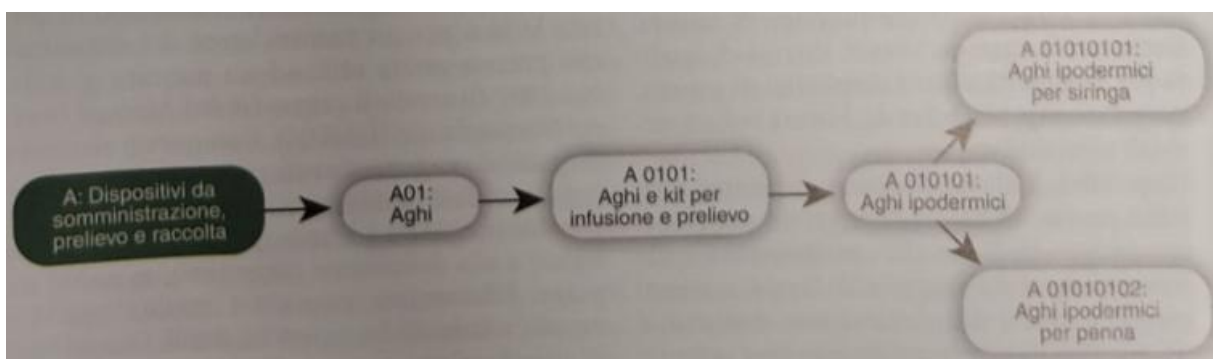 A: Dispositivi da
somministrazione,
prelievo e raccolta
A01:
Aghi
A 0101:
Aghi e kit per
infusione e prelievo
A 010101:
Aghi ipodermici
A 01010101:
Aghi ipodermici
per siringa
A 01010102:
Aghi ipodermici
per penna